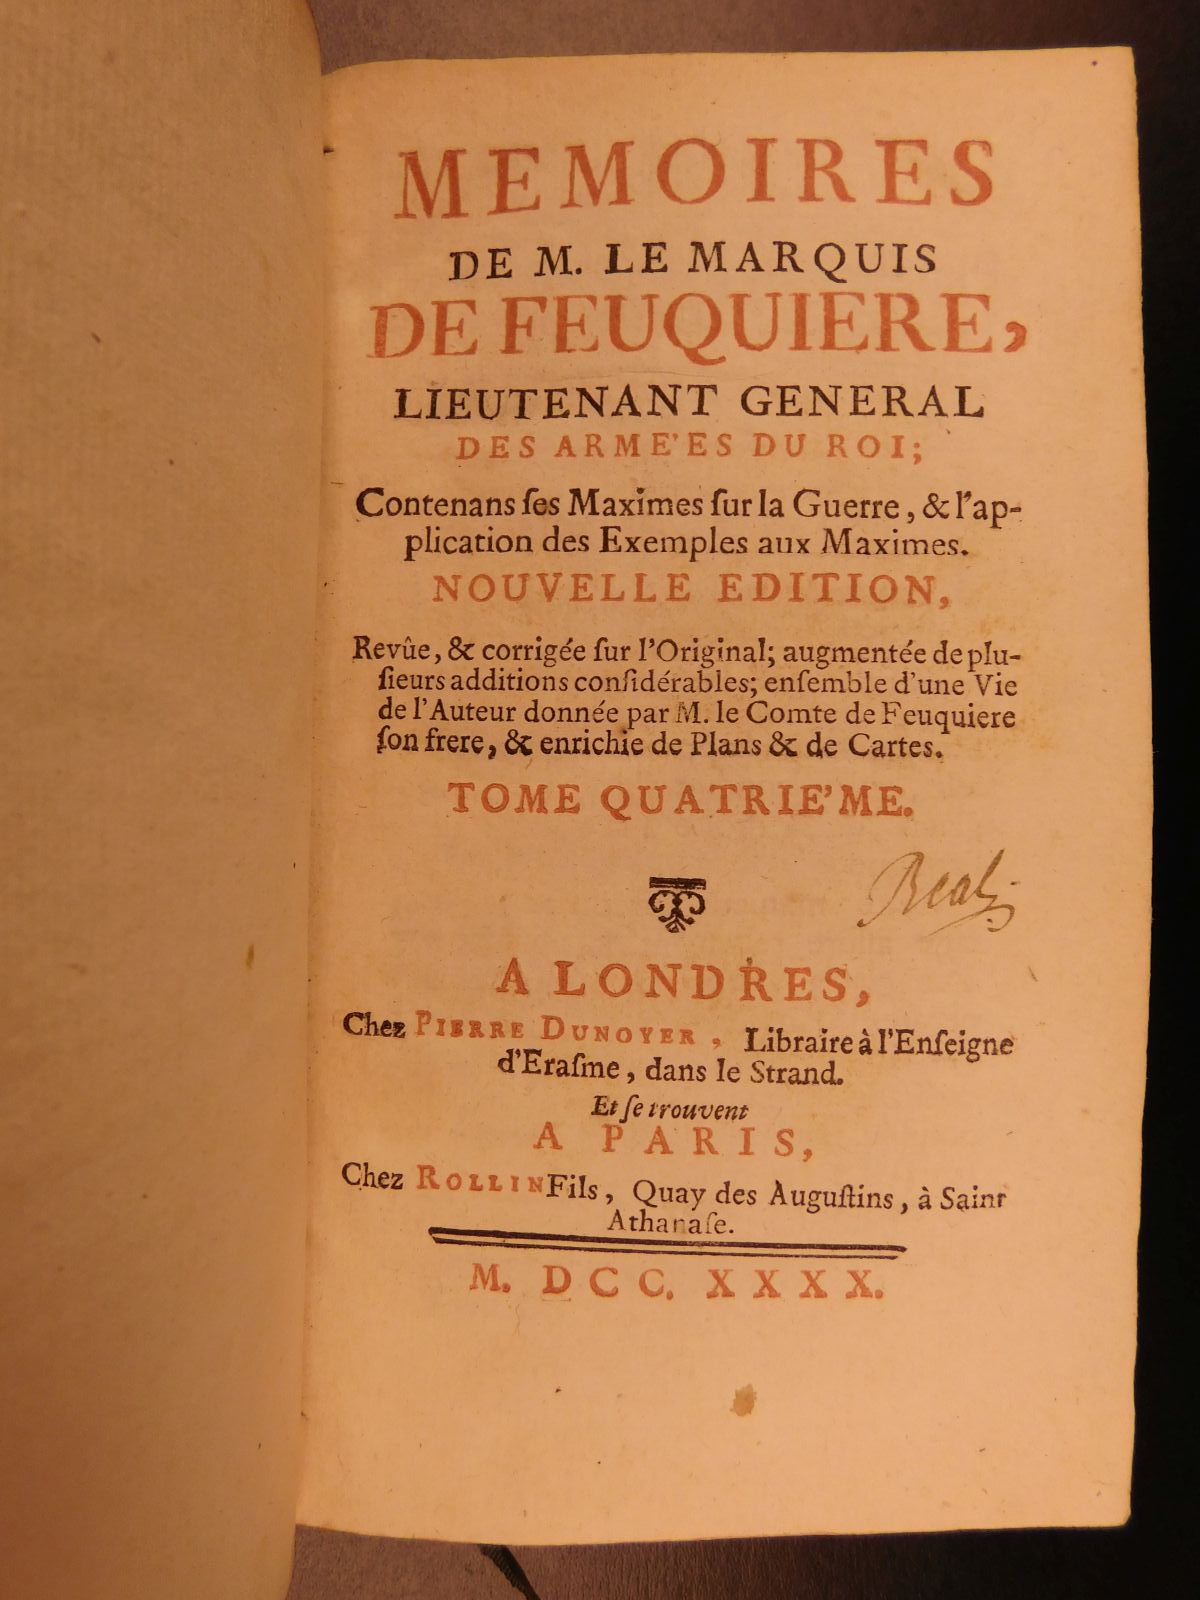 MEMOIRES
DE M. LE MARQUIS
DE FEUQUIERE,
LIEUTENANT GENERAL
DES ARME'ES DU ROI;
Contenans ſes Maximes ſur la Guerre, & l'ap-
plication des Exemples aux Maximes.
NOUVELLE EDITION,
Revûe, & corrigée ſur l'Original; augmentée de plu-
ſieurs additions conſidérables; enſemble d'une Vie
de l'Auteur donnée par M. le Comte de Feuquiere
ſon frere, & enrichie de Plans & de Cartes.
TOME QUATRIE'ME.
A LONDRES,
Chez PIERRE DUNOYER, Libraire à l'Enſeigne
d'Eraſme, dans le Strand.
Et ſe trouvent
A PARIS,
Chez ROLLIN Fils, Quay des Auguſtins, à Saint
Athanaſe.
M. DCC. XXXX.